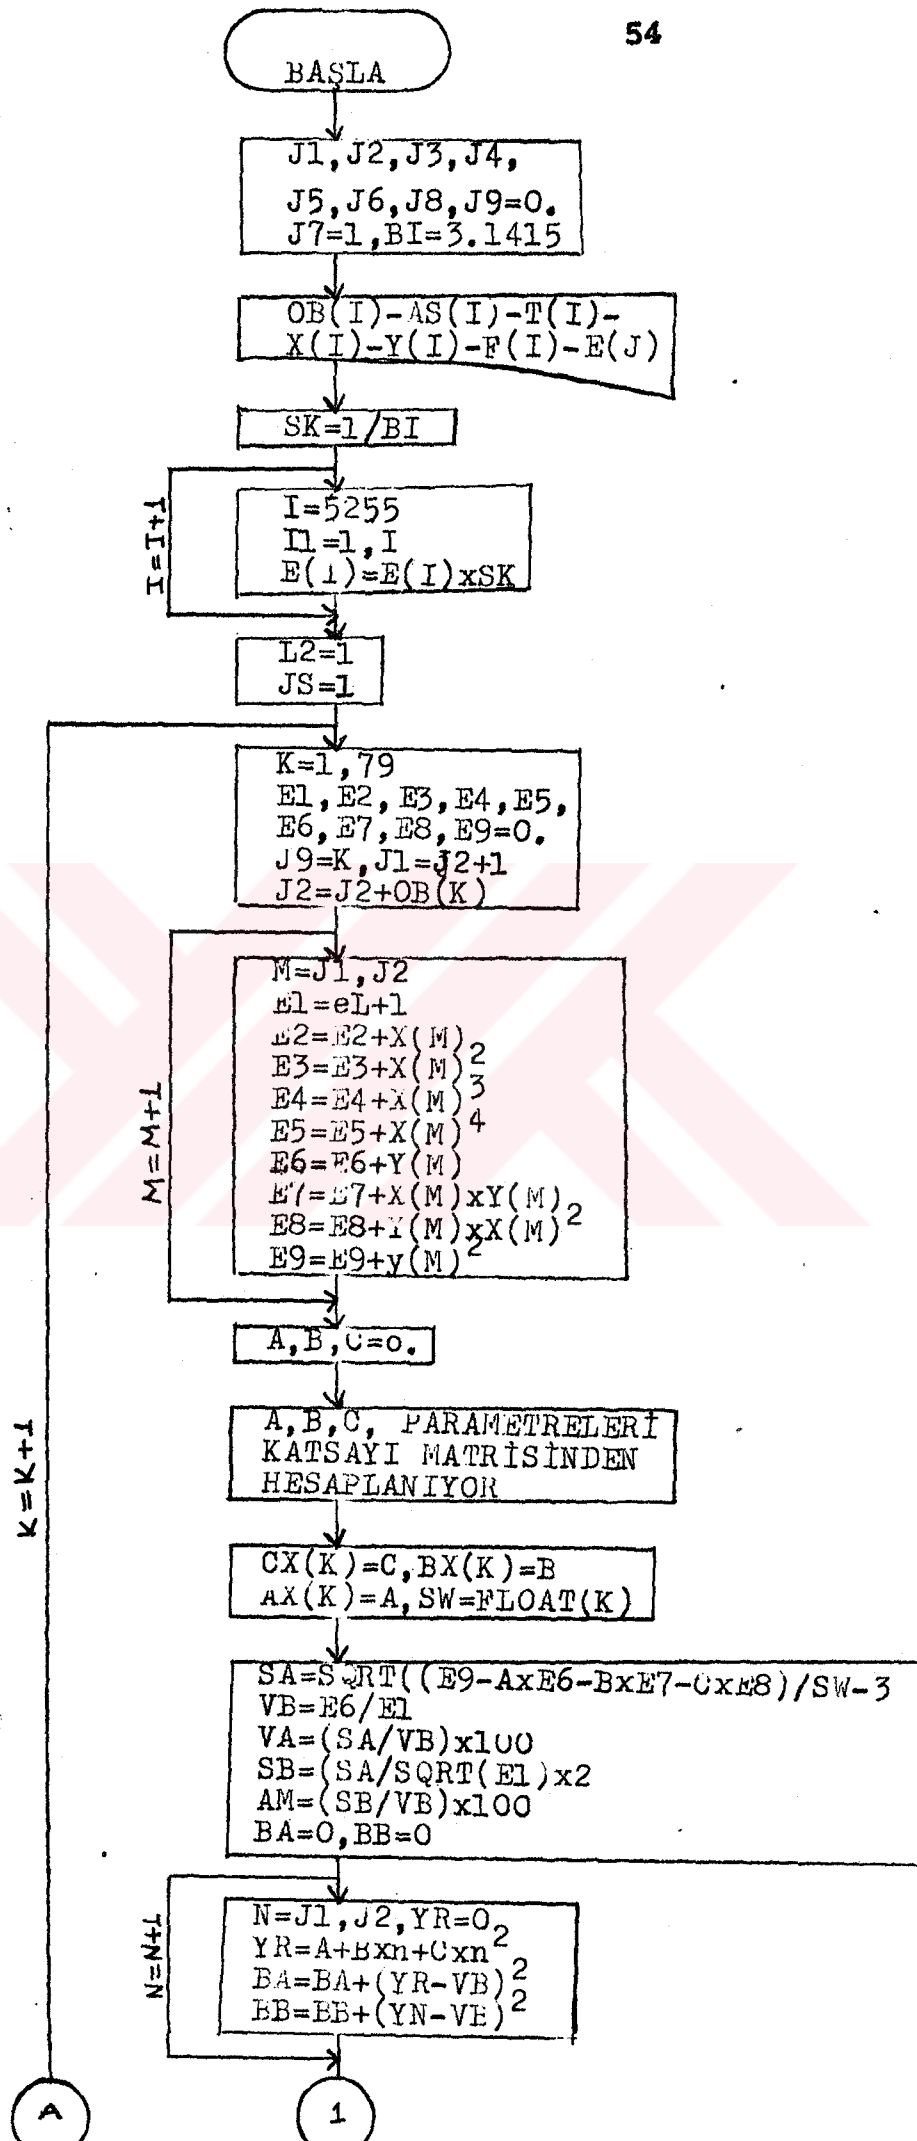 54
BAŞLA
J1,J2,J3,J4,
J5,J6,J8,J9=0.
J7=1,BI=3.1415
OB(I)-AS(I)-T(I)-
X(I)-Y(I)-F(I)-E(J)
SK=1/BI
I=I+1
I=5255
I1=1,I
E(1)=E(I)xSK
L2=1
JS=1
K=1,79
E1,E2,E3,E4,E5,
E6,E7,E8,E9=0.
J9=K,J1=J2+1
J2=J2+OB(K)
M=M+1
M=J1,J2
E1=eL+1
E2=E2+X(M)
E3=E3+X(M)²
E4=E4+X(M)³
E5=E5+X(M)⁴
E6=E6+Y(M)
E7=E7+X(M)xY(M)
E8=E8+Y(M)xX(M)²
E9=E9+y(M)²
A,B,C=o.
K=K+1
A,B,C, PARAMETRELERİ
KATSAYI MATRİSİNDEN
HESAPLANIYOR
CX(K)=C,BX(K)=B
AX(K)=A,SW=FLOAT(K)
SA=SQRT((E9-AxE6-BxE7-CxE8)/SW-3
VB=E6/E1
VA=(SA/VB)x100
SB=(SA/SQRT(E1)x2
AM=(SB/VB)x100
BA=0,BB=0
N=N+1
N=J1,J2,YR=0
YR=A+Bxn+Cxn²
BA=BA+(YR-VB)²
BB=BB+(YN-VB)²
A
1